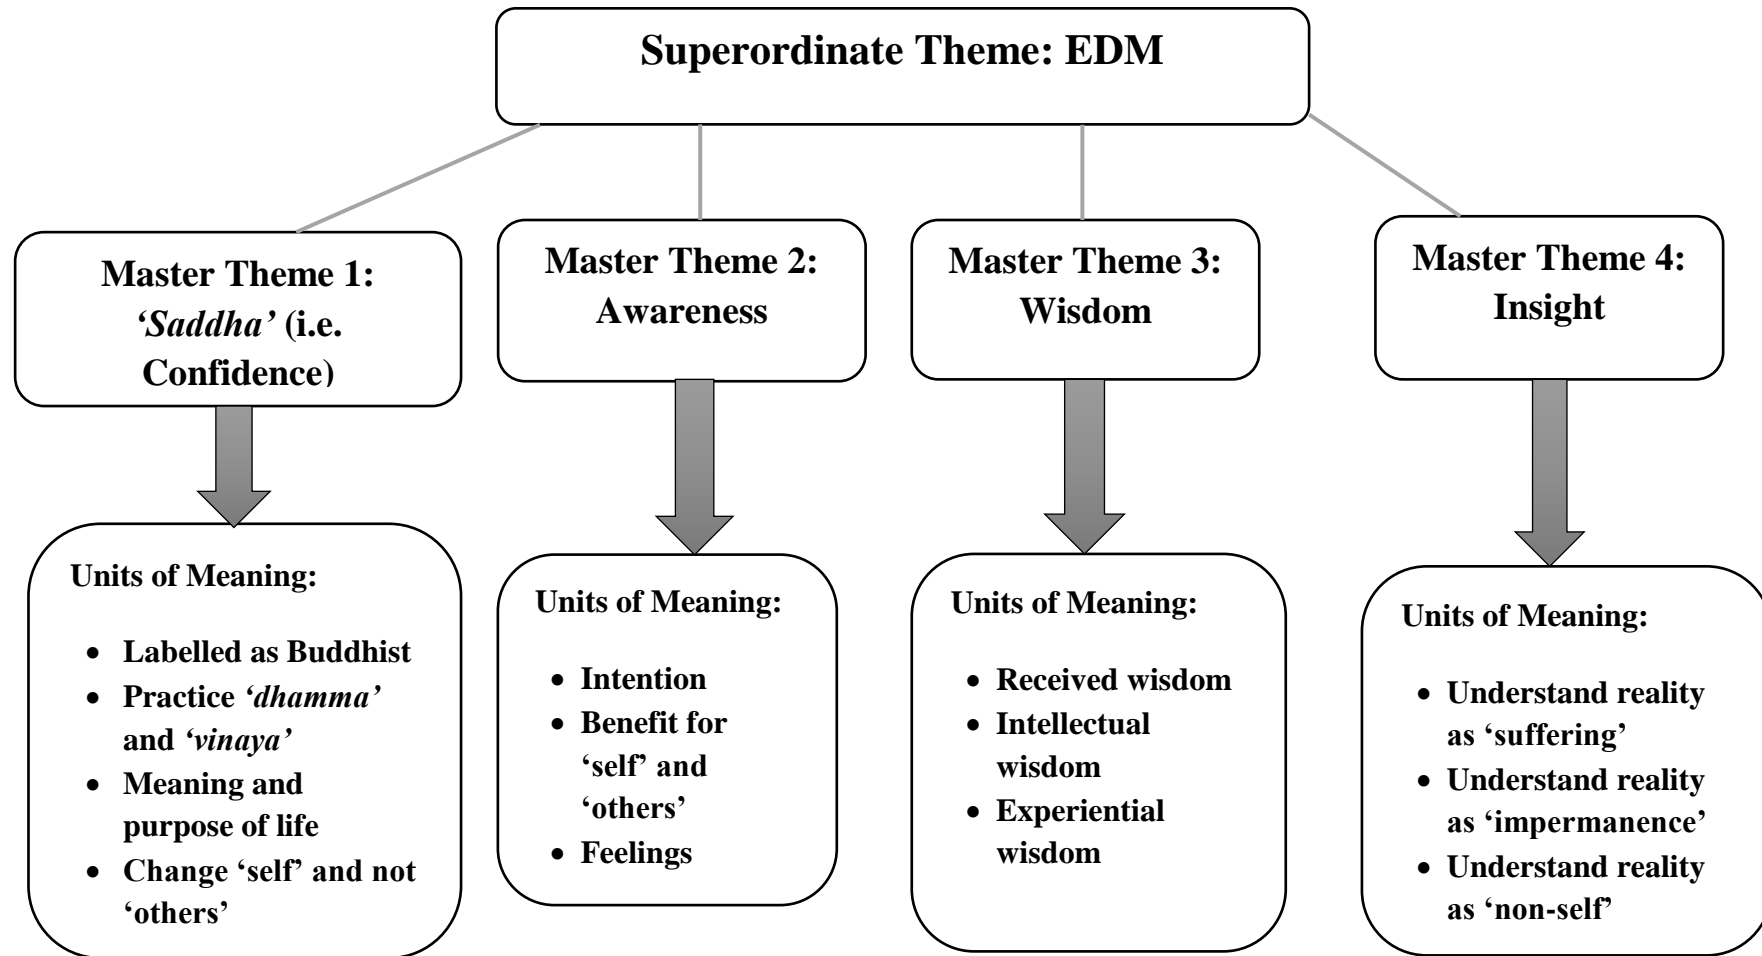 Superordinate Theme: EDM
Master Theme 1:
‘Saddha’ (i.e.
Confidence)
Master Theme 2:
Awareness
Master Theme 3:
Wisdom
Master Theme 4:
Insight
Units of Meaning:
• Labelled as Buddhist
• Practice ‘dhamma’
and ‘vinaya’
• Meaning and
purpose of life
• Change ‘self’ and not
‘others’
Units of Meaning:
• Intention
• Benefit for
‘self’ and
‘others’
• Feelings
Units of Meaning:
• Received wisdom
• Intellectual
wisdom
• Experiential
wisdom
Units of Meaning:
• Understand reality
as ‘suffering’
• Understand reality
as ‘impermanence’
• Understand reality
as ‘non-self’